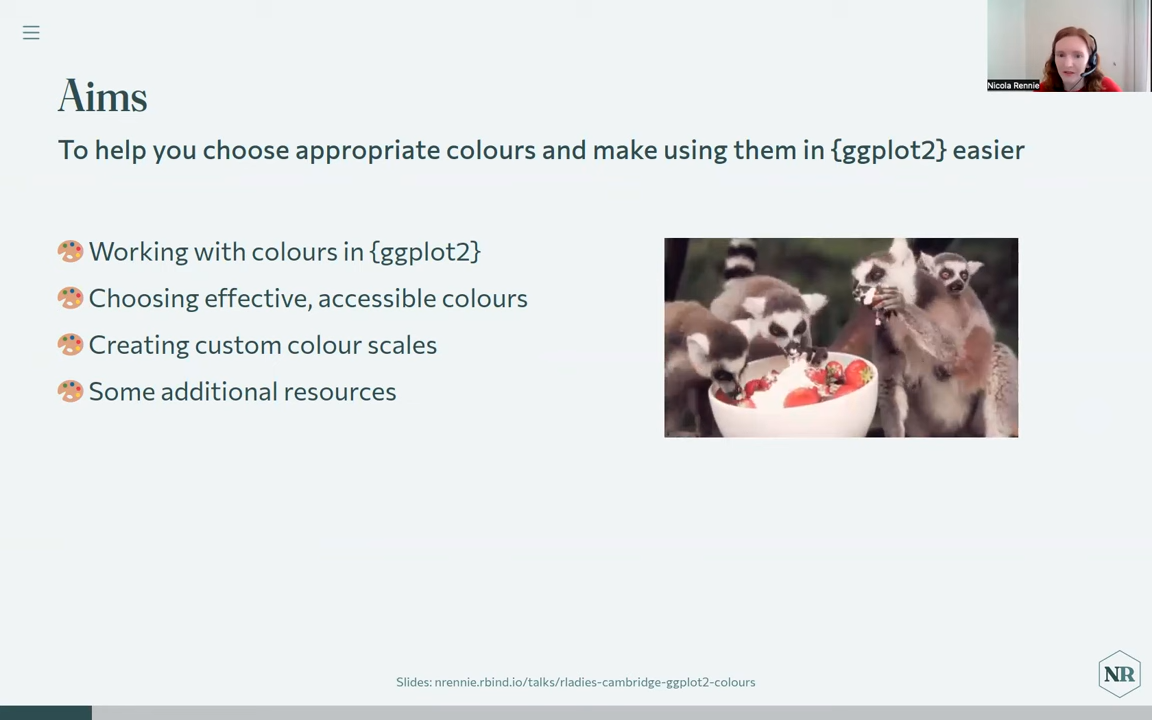 Nicola Rennie
Aims
To help you choose appropriate colours and make using them in {ggplot2} easier
Working with colours in {ggplot2}
Choosing effective, accessible colours
Creating custom colour scales
Some additional resources
Slides: nrennie.rbind.io/talks/rladies-cambridge-ggplot2-colours
NR